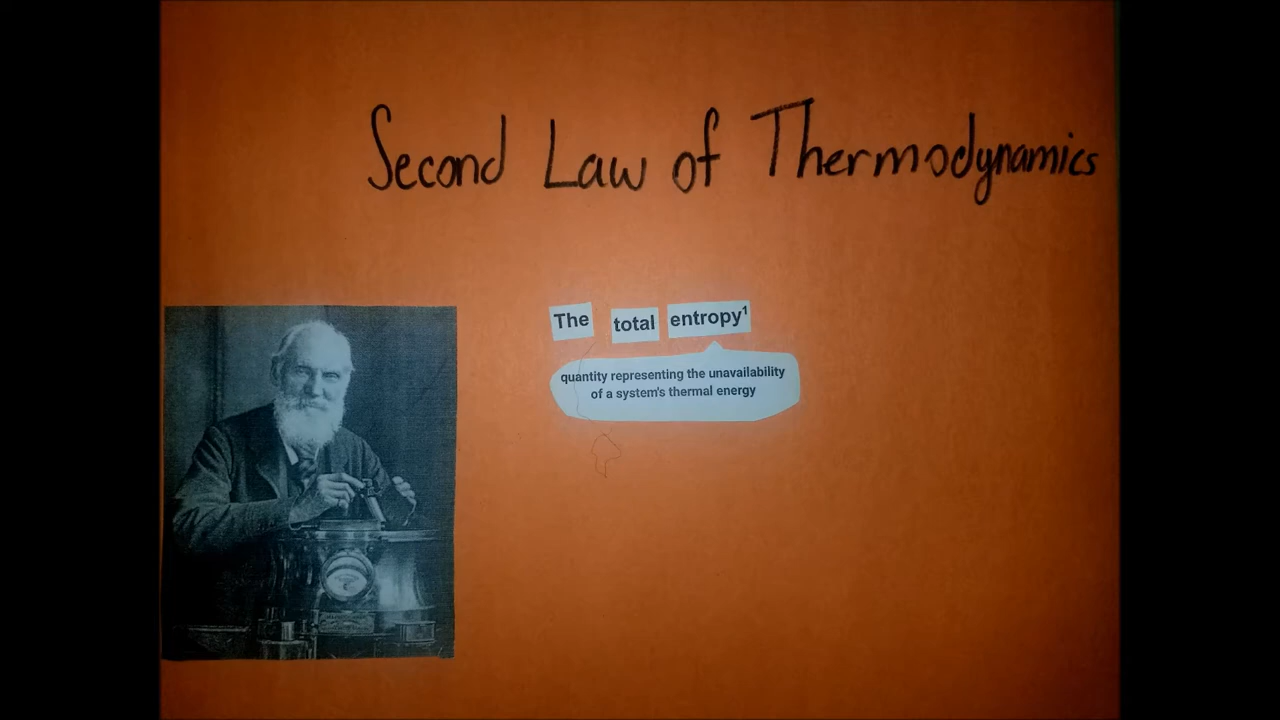 Second Law of Thermodynamics
The total entropy¹
quantity representing the unavailability
of a system's thermal energy